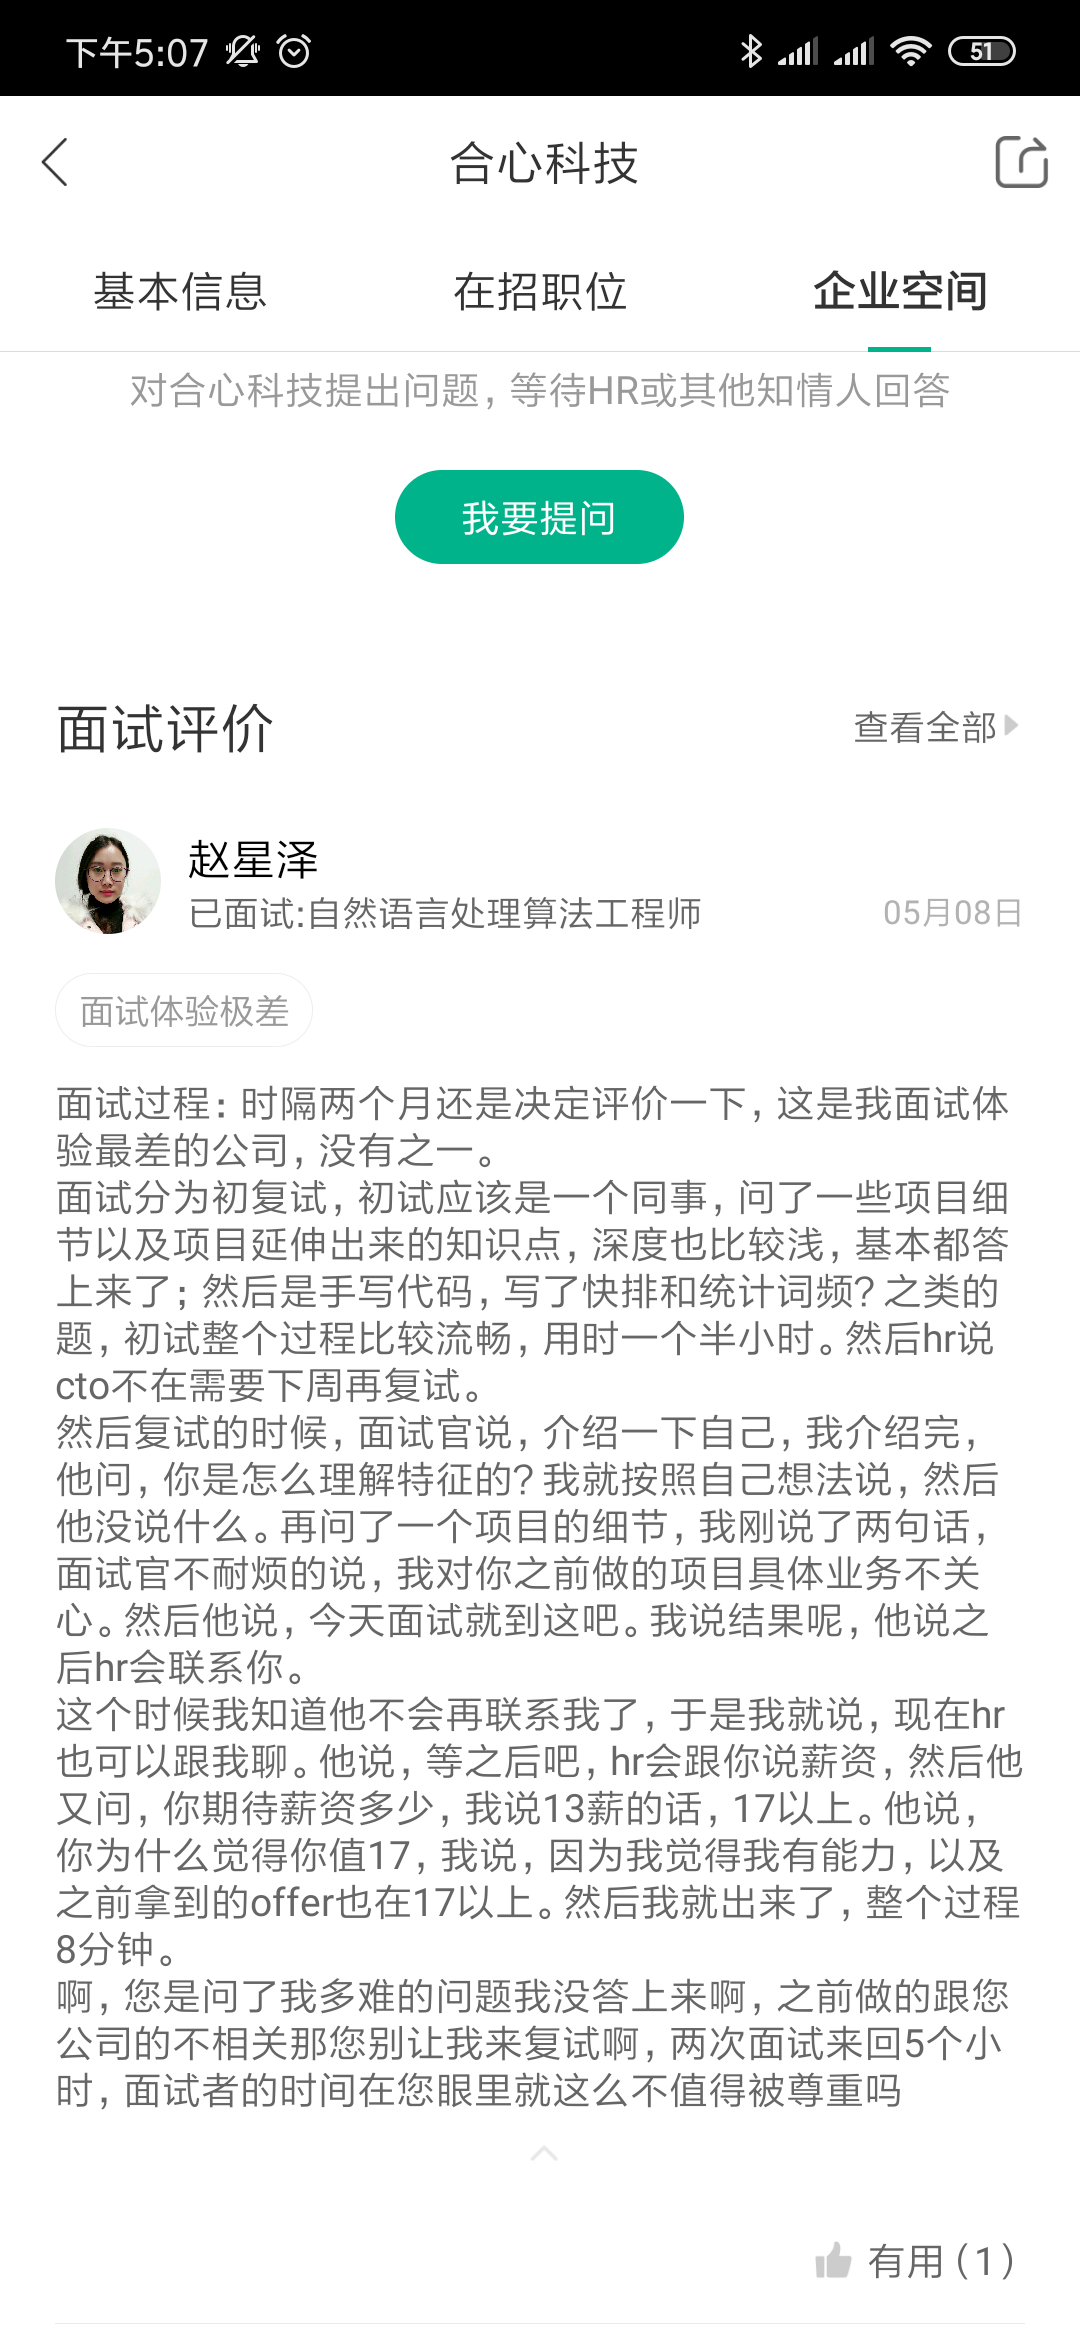 下午5:07
51
合心科技
基本信息
在招职位
企业空间
对合心科技提出问题，等待HR或其他知情人回答
我要提问
面试评价
查看全部
赵星泽
已面试:自然语言处理算法工程师
05月08日
面试体验极差
面试过程：时隔两个月还是决定评价一下，这是我面试体
验最差的公司，没有之一。
面试分为初复试，初试应该是一个同事，问了一些项目细
节以及项目延伸出来的知识点，深度也比较浅，基本都答
上来了；然后是手写代码，写了快排和统计词频？之类的
题，初试整个过程比较流畅，用时一个半小时。然后hr说
cto不在需要下周再复试。
然后复试的时候，面试官说，介绍一下自己，我介绍完，
他问，你是怎么理解特征的？我就按照自己想法说，然后
他没说什么。再问了一个项目的细节，我刚说了两句话，
面试官不耐烦的说，我对你之前做的项目具体业务不关
心。然后他说，今天面试就到这吧。我说结果呢，他说之
后hr会联系你。
这个时候我知道他不会再联系我了，于是我就说，现在hr
也可以跟我聊。他说，等之后吧，hr会跟你说薪资，然后他
又问，你期待薪资多少，我说13薪的话，17以上。他说，
你为什么觉得你值17，我说，因为我觉得我有能力，以及
之前拿到的offer也在17以上。然后我就出来了，整个过程
8分钟。
啊，您是问了我多难的问题我没答上来啊，之前做的跟您
公司的不相关那您别让我来复试啊，两次面试来回5个小
时，面试者的时间在您眼里就这么不值得被尊重吗
有用（1）